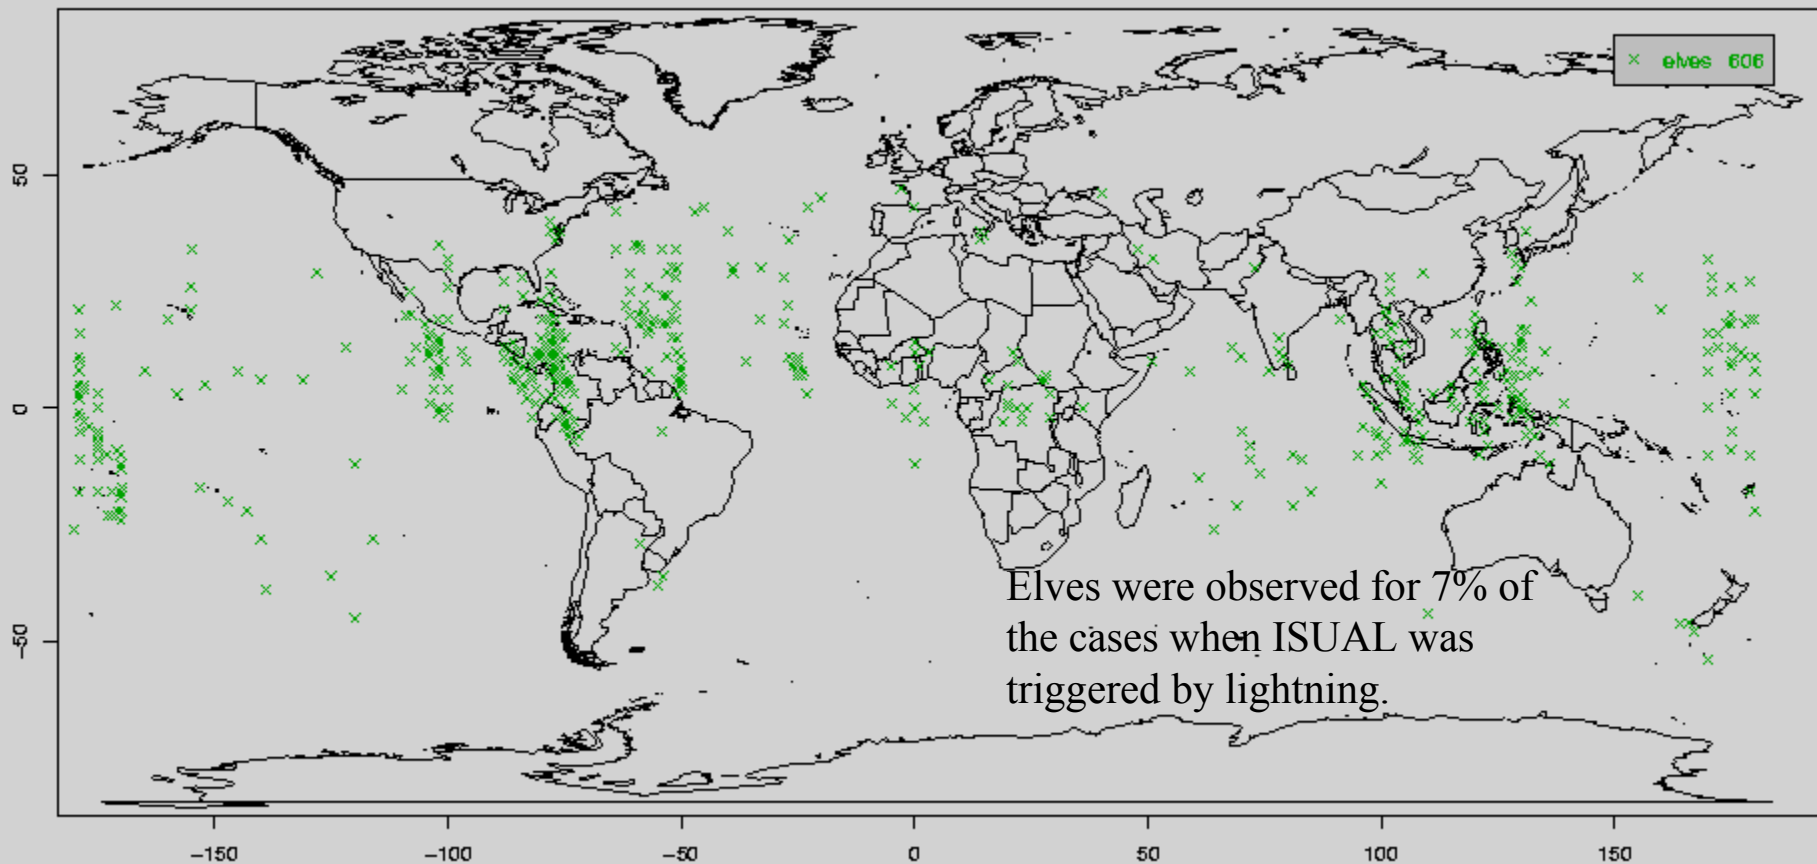 × elves 606
50
0
-50
Elves were observed for 7% of
the cases when ISUAL was
triggered by lightning.
-150 -100 -50 0 50 100 150